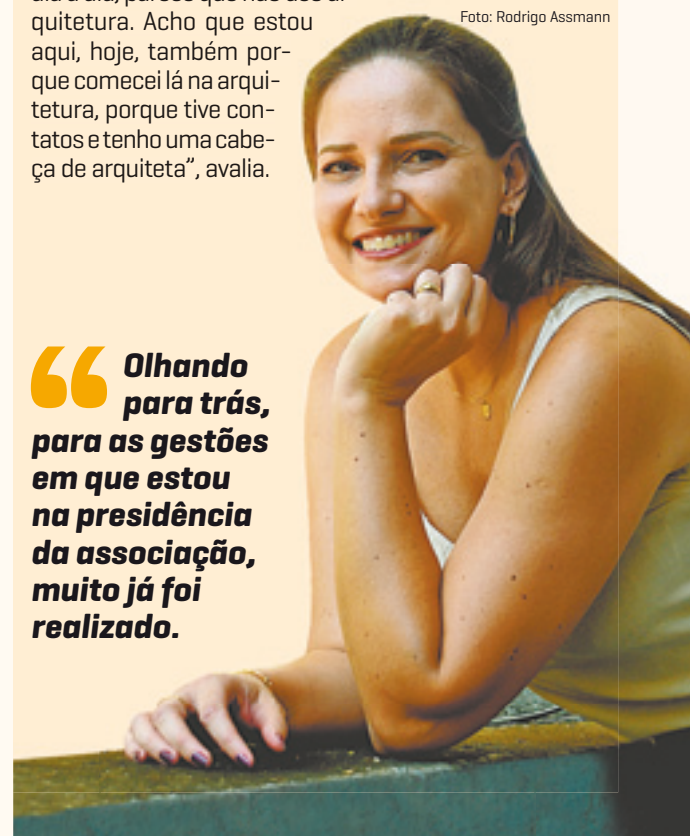 quitetura. Acho que estou
aqui, hoje, também por-
que comecei lá na arqui-
tetura, porque tive con-
tatos e tenho uma cabe-
ça de arquiteta”, avalia.
Foto: Rodrigo Assmann
“Olhando
para trás,
para as gestões
em que estou
na presidência
da associação,
muito já foi
realizado.